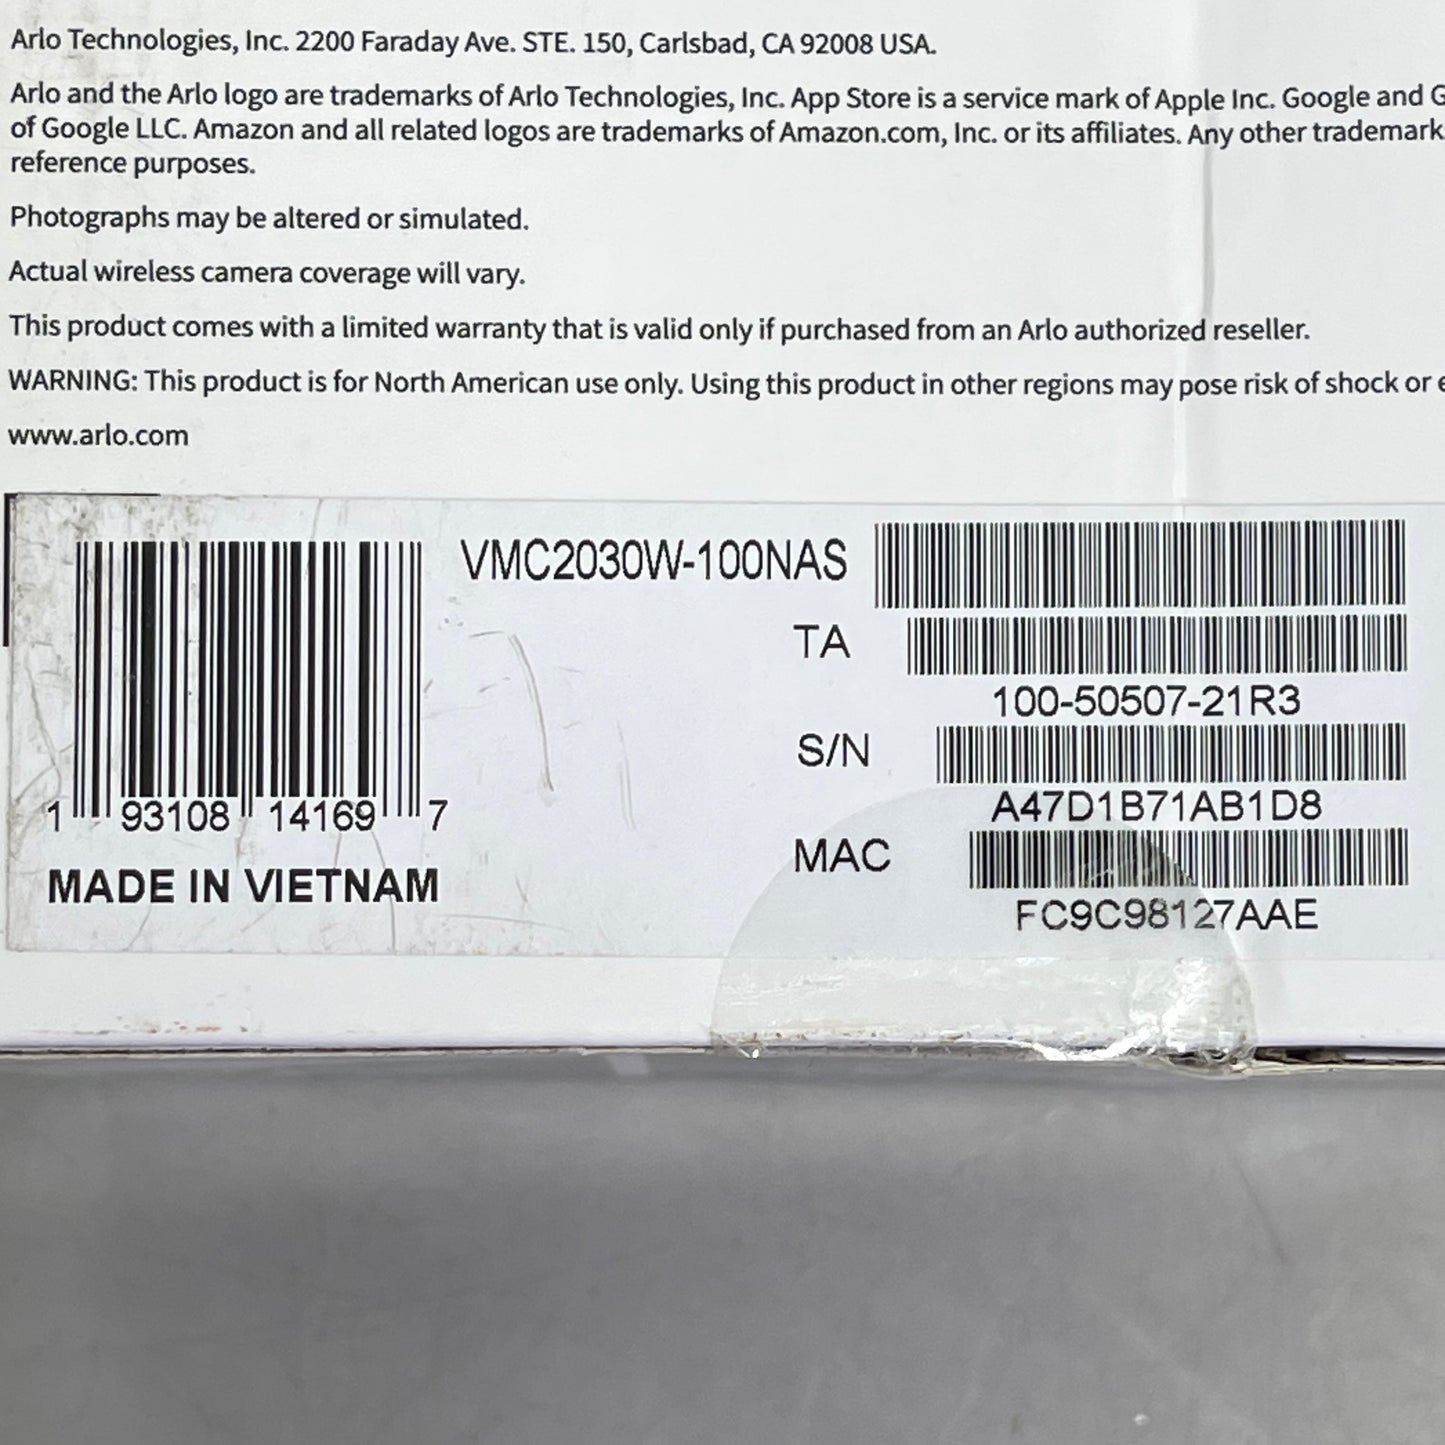 Arlo Technologies, Inc. 2200 Faraday Ave. STE. 150, Carlsbad, CA 92008 USA.
Arlo and the Arlo logo are trademarks of Arlo Technologies, Inc. App Store is a service mark of Apple Inc. Google and
of Google LLC. Amazon and all related logos are trademarks of Amazon.com, Inc. or its affiliates. Any other trademark
reference purposes.
Photographs may be altered or simulated.
Actual wireless camera coverage will vary.
This product comes with a limited warranty that is valid only if purchased from an Arlo authorized reseller.
WARNING: This product is for North American use only. Using this product in other regions may pose risk of shock or
www.arlo.com
VMC2030W-100NAS
TA
100-50507-21R3
S/N
A47D1B71AB1D8
MAC
FC9C98127AAE
1 93108 14169 7
MADE IN VIETNAM